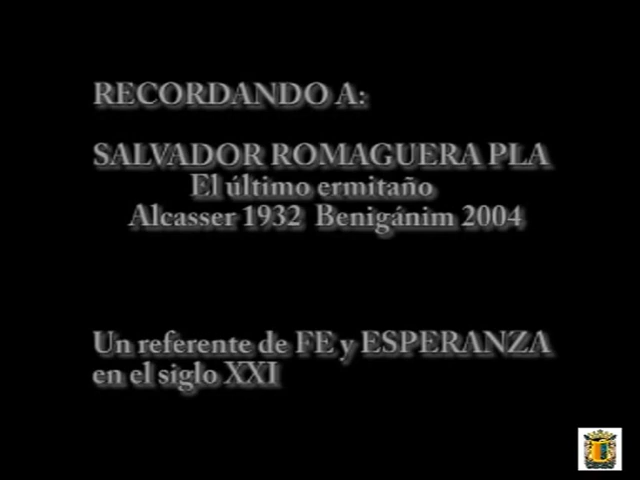 RECORDANDO A:
SALVADOR ROMAGUERA PLA
El último ermitaño
Alcasser 1932 Benigánim 2004
Un referente de FE y ESPERANZA
en el siglo XXI